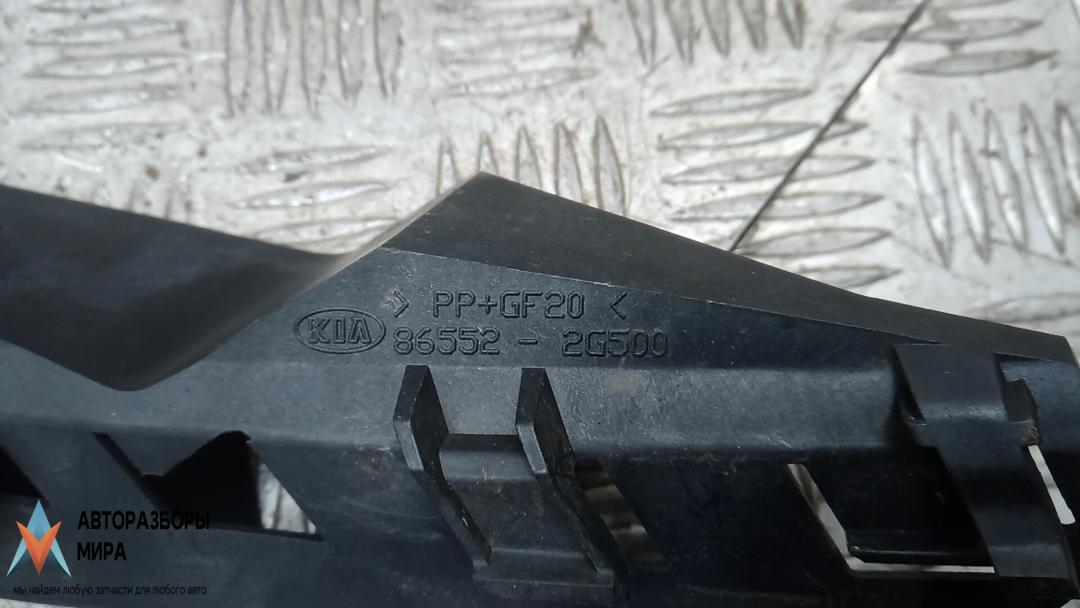 > PP+GF20 <
KIA
86552 - 2G500
АВТОРАЗБОРЫ
МИРА
мы найдем любую запчасти для любого авто